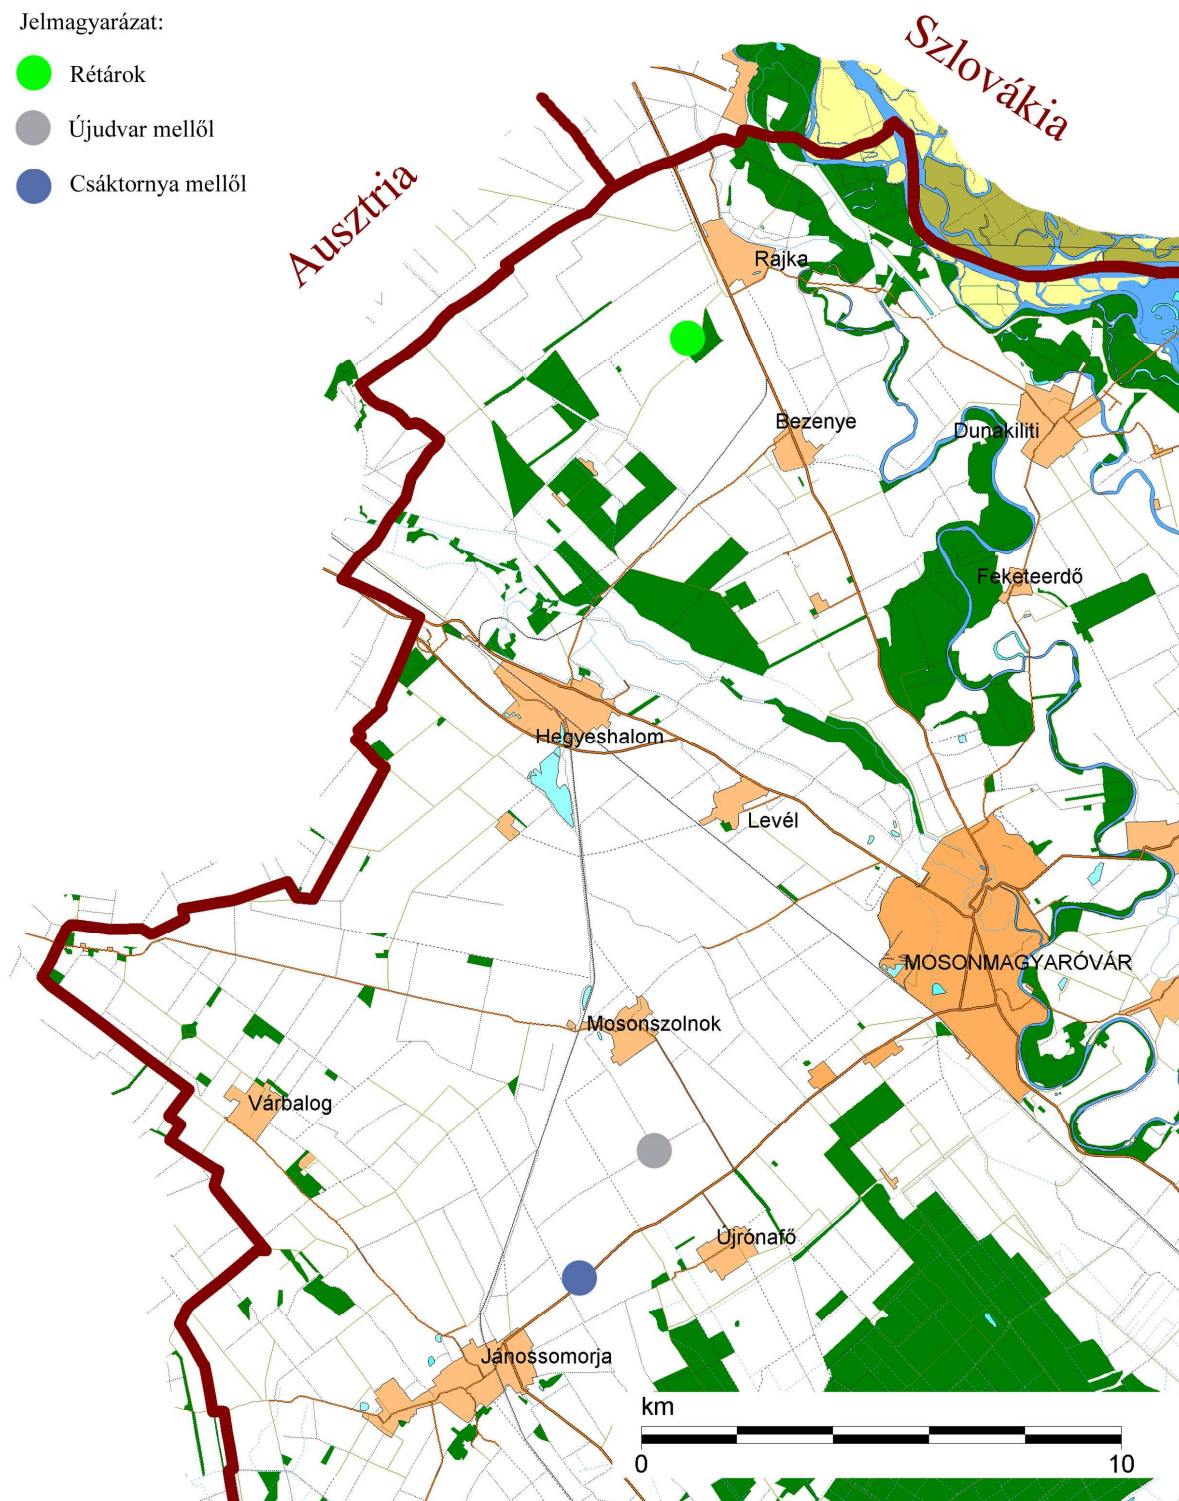 Jelmagyarázat:
Rétárok
Újudvar mellől
Csáktornya mellől
Szlovákia
Ausztria
Rajka
Bezenye
Dunakiliti
Feketeerdő
Hegyeshalom
Levél
MOSONMAGYARÓVÁR
Mosonszolnok
Várbalog
Újrónafő
Jánossomorja
km
0 10